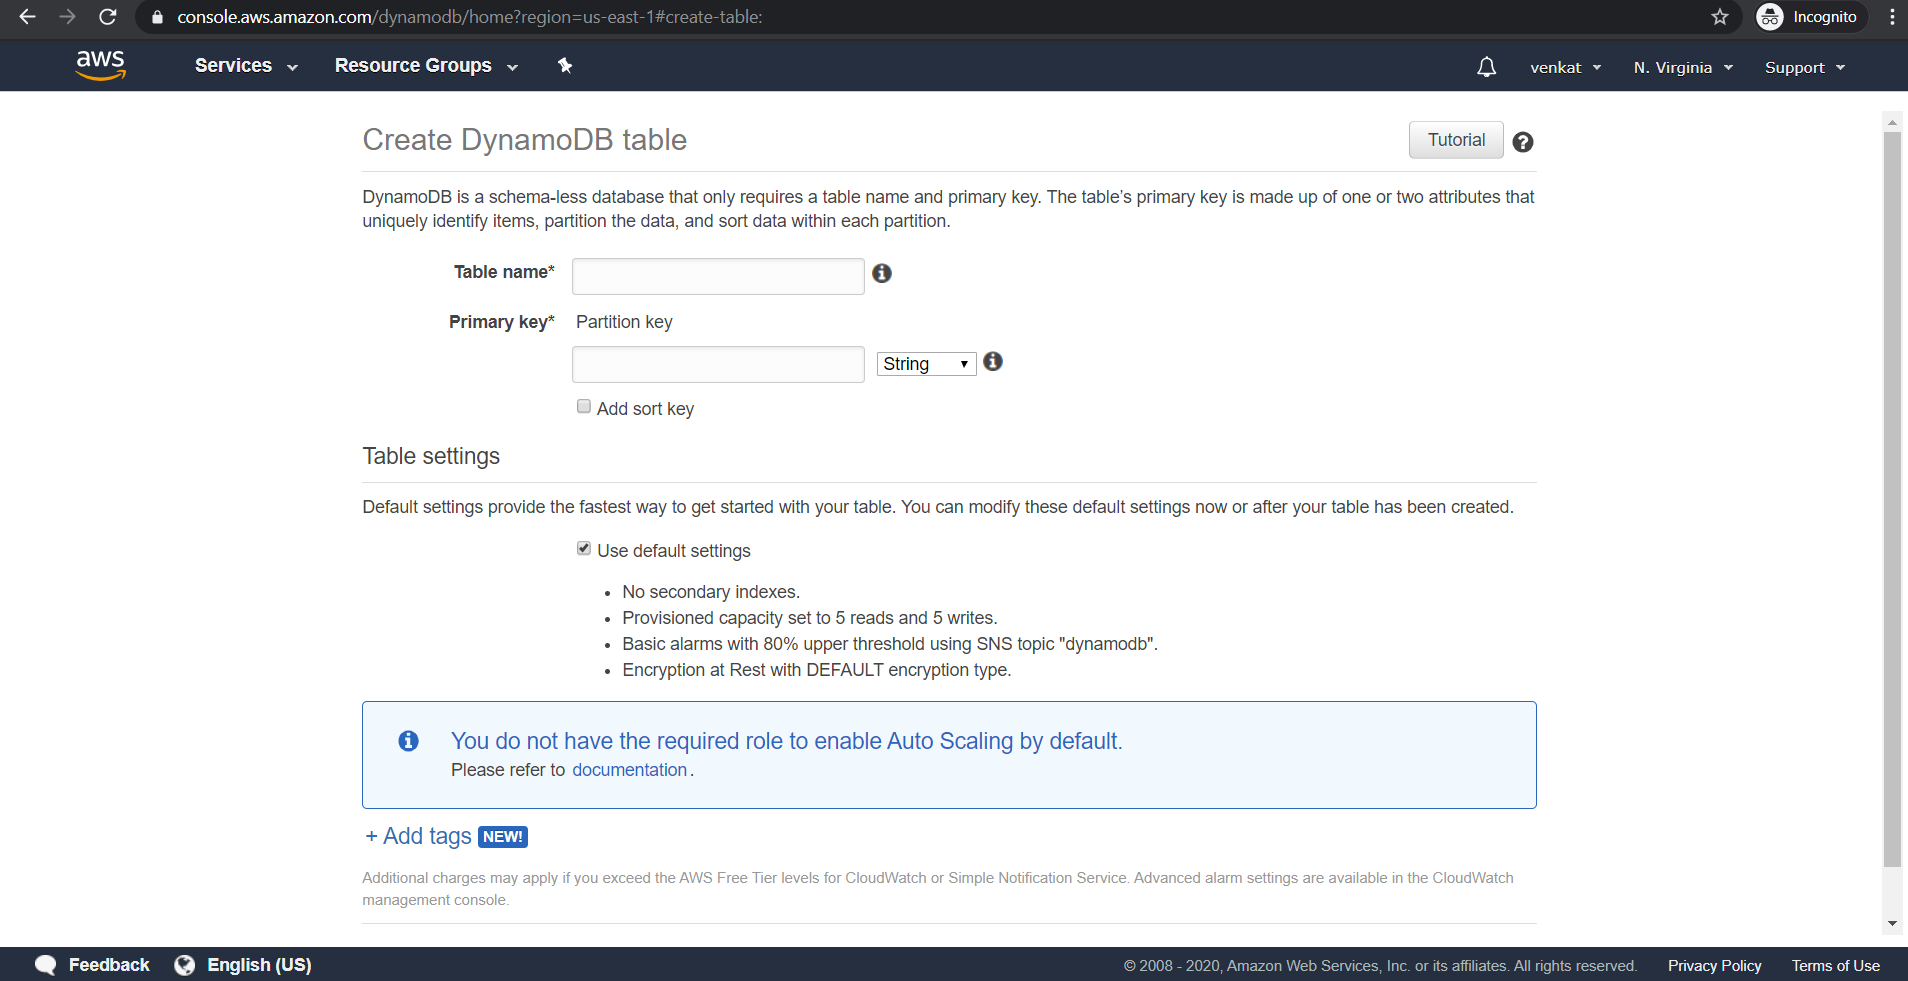 console.aws.amazon.com/dynamodb/home?region=us-east-1#create-table:
Incognito
aws
Services
Resource Groups
venkat
N. Virginia
Support
Create DynamoDB table
Tutorial
DynamoDB is a schema-less database that only requires a table name and primary key. The table's primary key is made up of one or two attributes that
uniquely identify items, partition the data, and sort data within each partition.
Table name*
Primary key* Partition key
String
Add sort key
Table settings
Default settings provide the fastest way to get started with your table. You can modify these default settings now or after your table has been created.
Use default settings
• No secondary indexes.
• Provisioned capacity set to 5 reads and 5 writes.
• Basic alarms with 80% upper threshold using SNS topic "dynamodb".
• Encryption at Rest with DEFAULT encryption type.
You do not have the required role to enable Auto Scaling by default.
Please refer to documentation.
+ Add tags NEW!
Additional charges may apply if you exceed the AWS Free Tier levels for CloudWatch or Simple Notification Service. Advanced alarm settings are available in the CloudWatch
management console.
Feedback
English (US)
© 2008 - 2020, Amazon Web Services, Inc. or its affiliates. All rights reserved.
Privacy Policy
Terms of Use